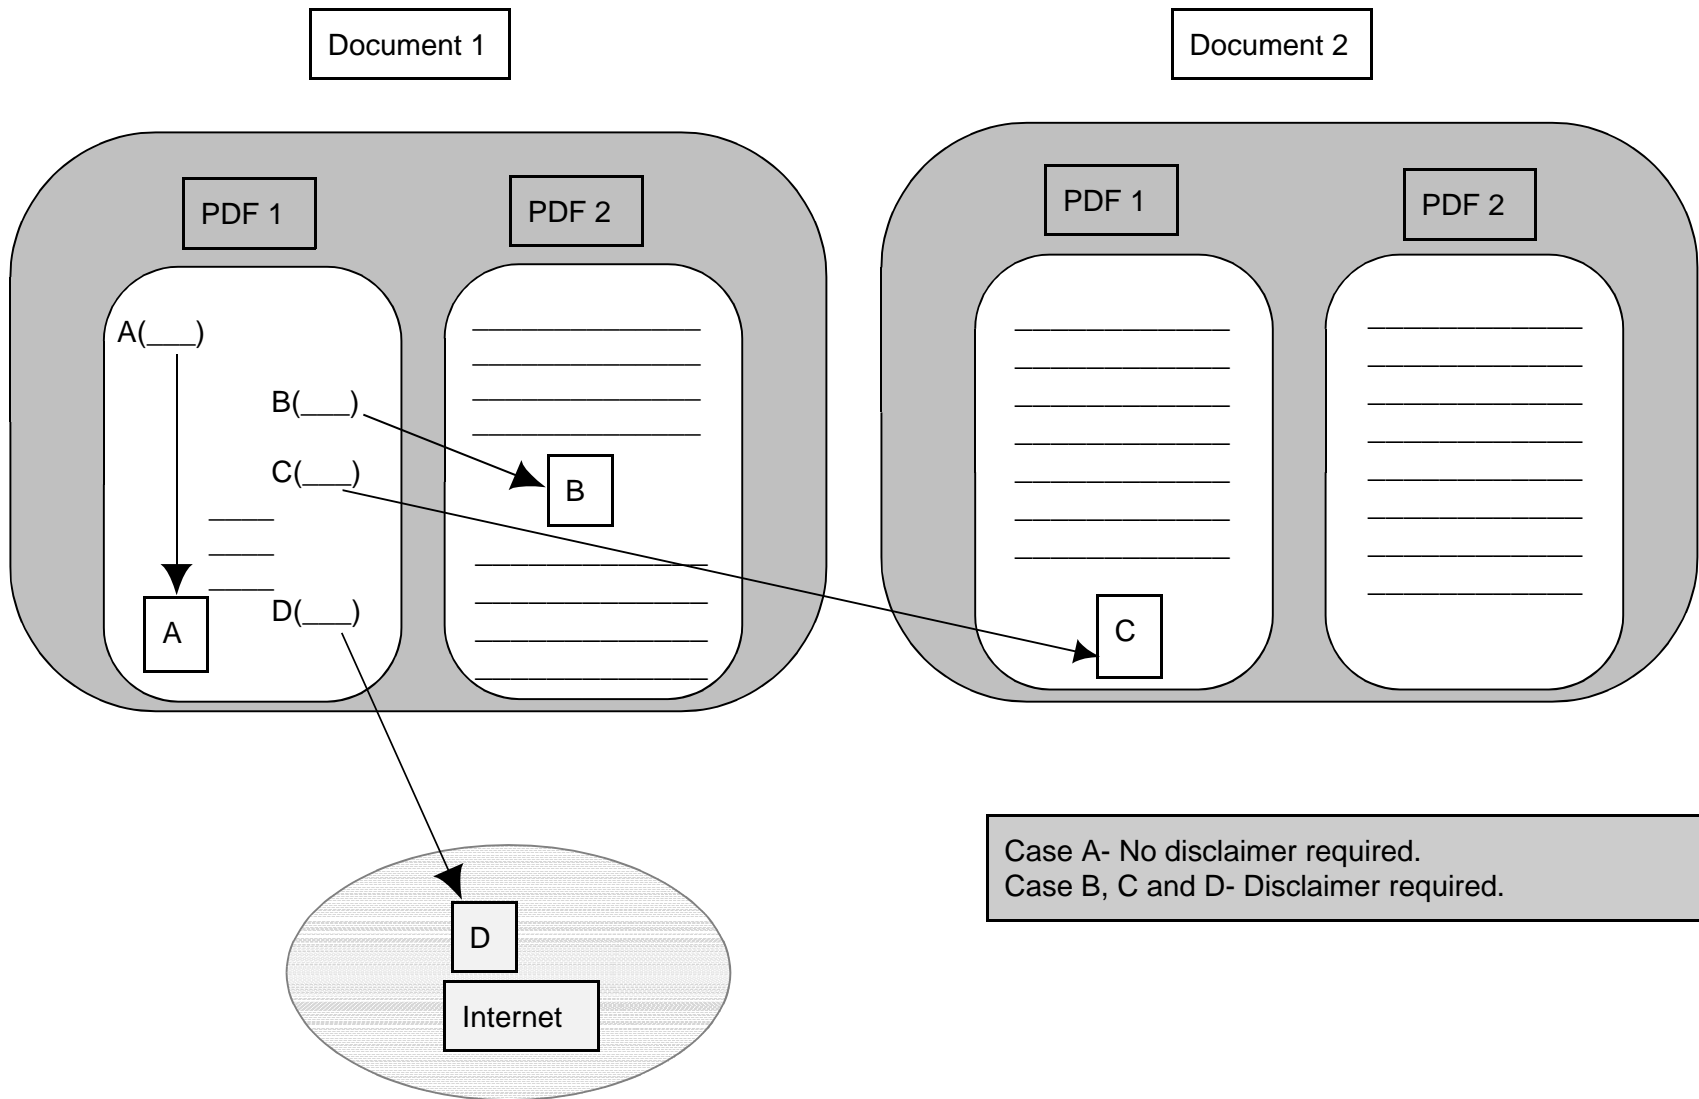 Document 1
Document 2
PDF 1
PDF 2
PDF 1
PDF 2
A(___)
B(___)
C(___)
B
A
D(___)
C
D
Internet
Case A- No disclaimer required.
Case B, C and D- Disclaimer required.